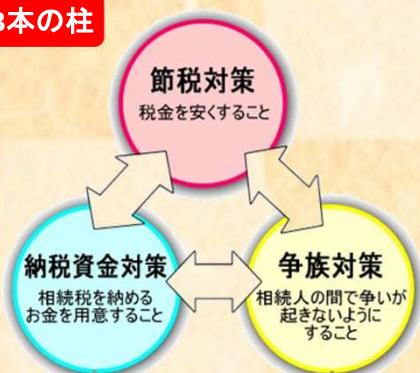 3本の柱
節税対策
税金を安くすること
納税資金対策
相続税を納める
お金を用意すること
争族対策
相続人の間で争いが
起きないように
すること